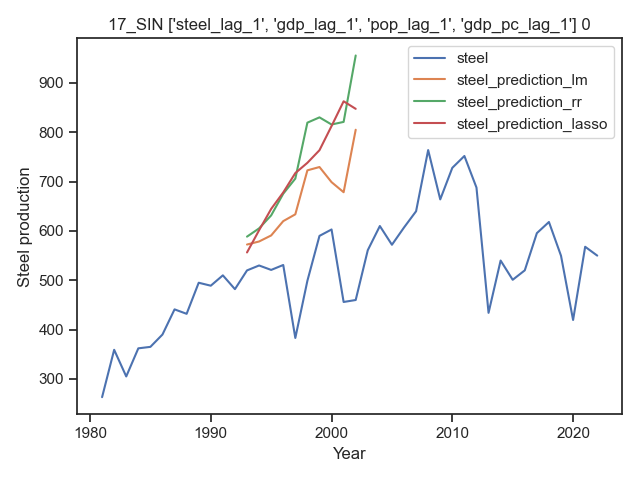 17_SIN ['steel_lag_1', 'gdp_lag_1', 'pop_lag_1', 'gdp_pc_lag_1'] 0
steel
steel_prediction_lm
steel_prediction_rr
steel_prediction_lasso
900
800
700
600
500
400
300
Steel production
1980
1990
2000
2010
2020
Year